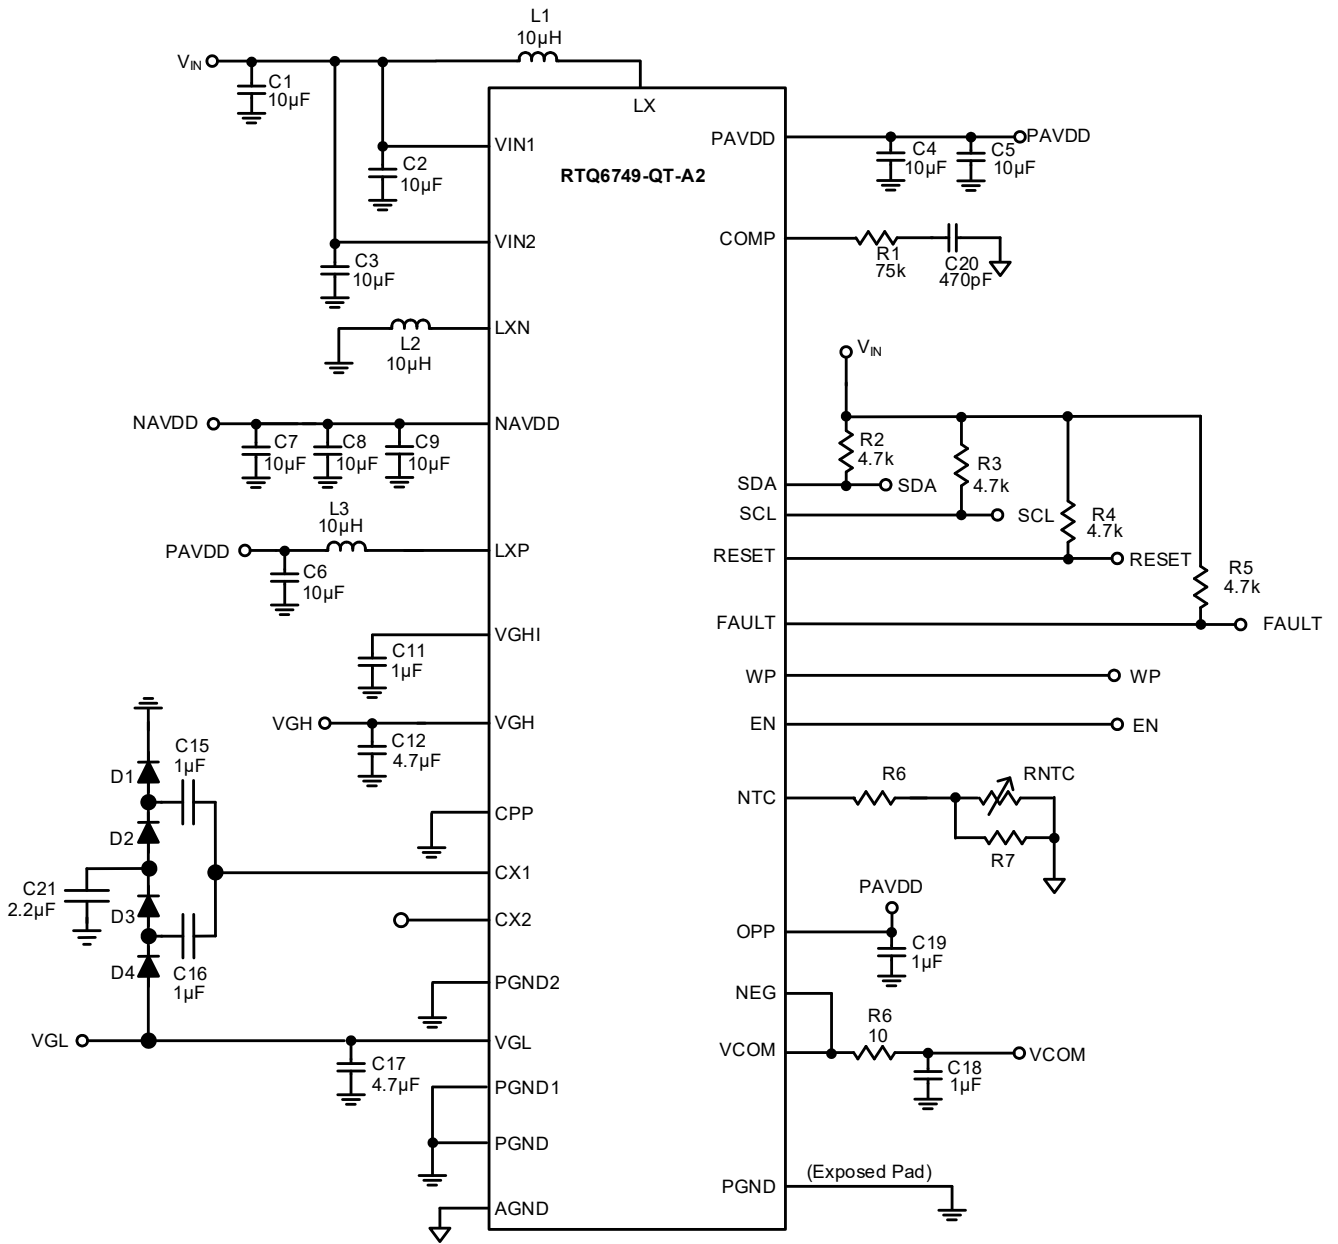 L1
10µH
V_IN
C1
10µF
LX
VIN1
C2
10µF
RTQ6749-QT-A2
PAVDD
PAVDD
C4
10µF
C5
10µF
VIN2
C3
10µF
COMP
R1
75k
C20
470pF
LXN
L2
10µH
V_IN
NAVDD
NAVDD
C7
10µF
C8
10µF
C9
10µF
R2
4.7k
R3
4.7k
SDA
SDA
SCL
SCL
R4
4.7k
L3
10µH
PAVDD
LXP
C6
10µF
RESET
RESET
R5
4.7k
VGHI
C11
1µF
FAULT
FAULT
WP
WP
VGH
VGH
C12
4.7µF
EN
EN
C15
1µF
D1
D2
NTC
R6
RNTC
R7
CPP
CX1
C21
2.2µF
D3
D4
C16
1µF
CX2
PAVDD
OPP
C19
1µF
PGND2
NEG
VGL
VGL
C17
4.7µF
VCOM
R6
10
C18
1µF
VCOM
PGND1
PGND
PGND
(Exposed Pad)
AGND